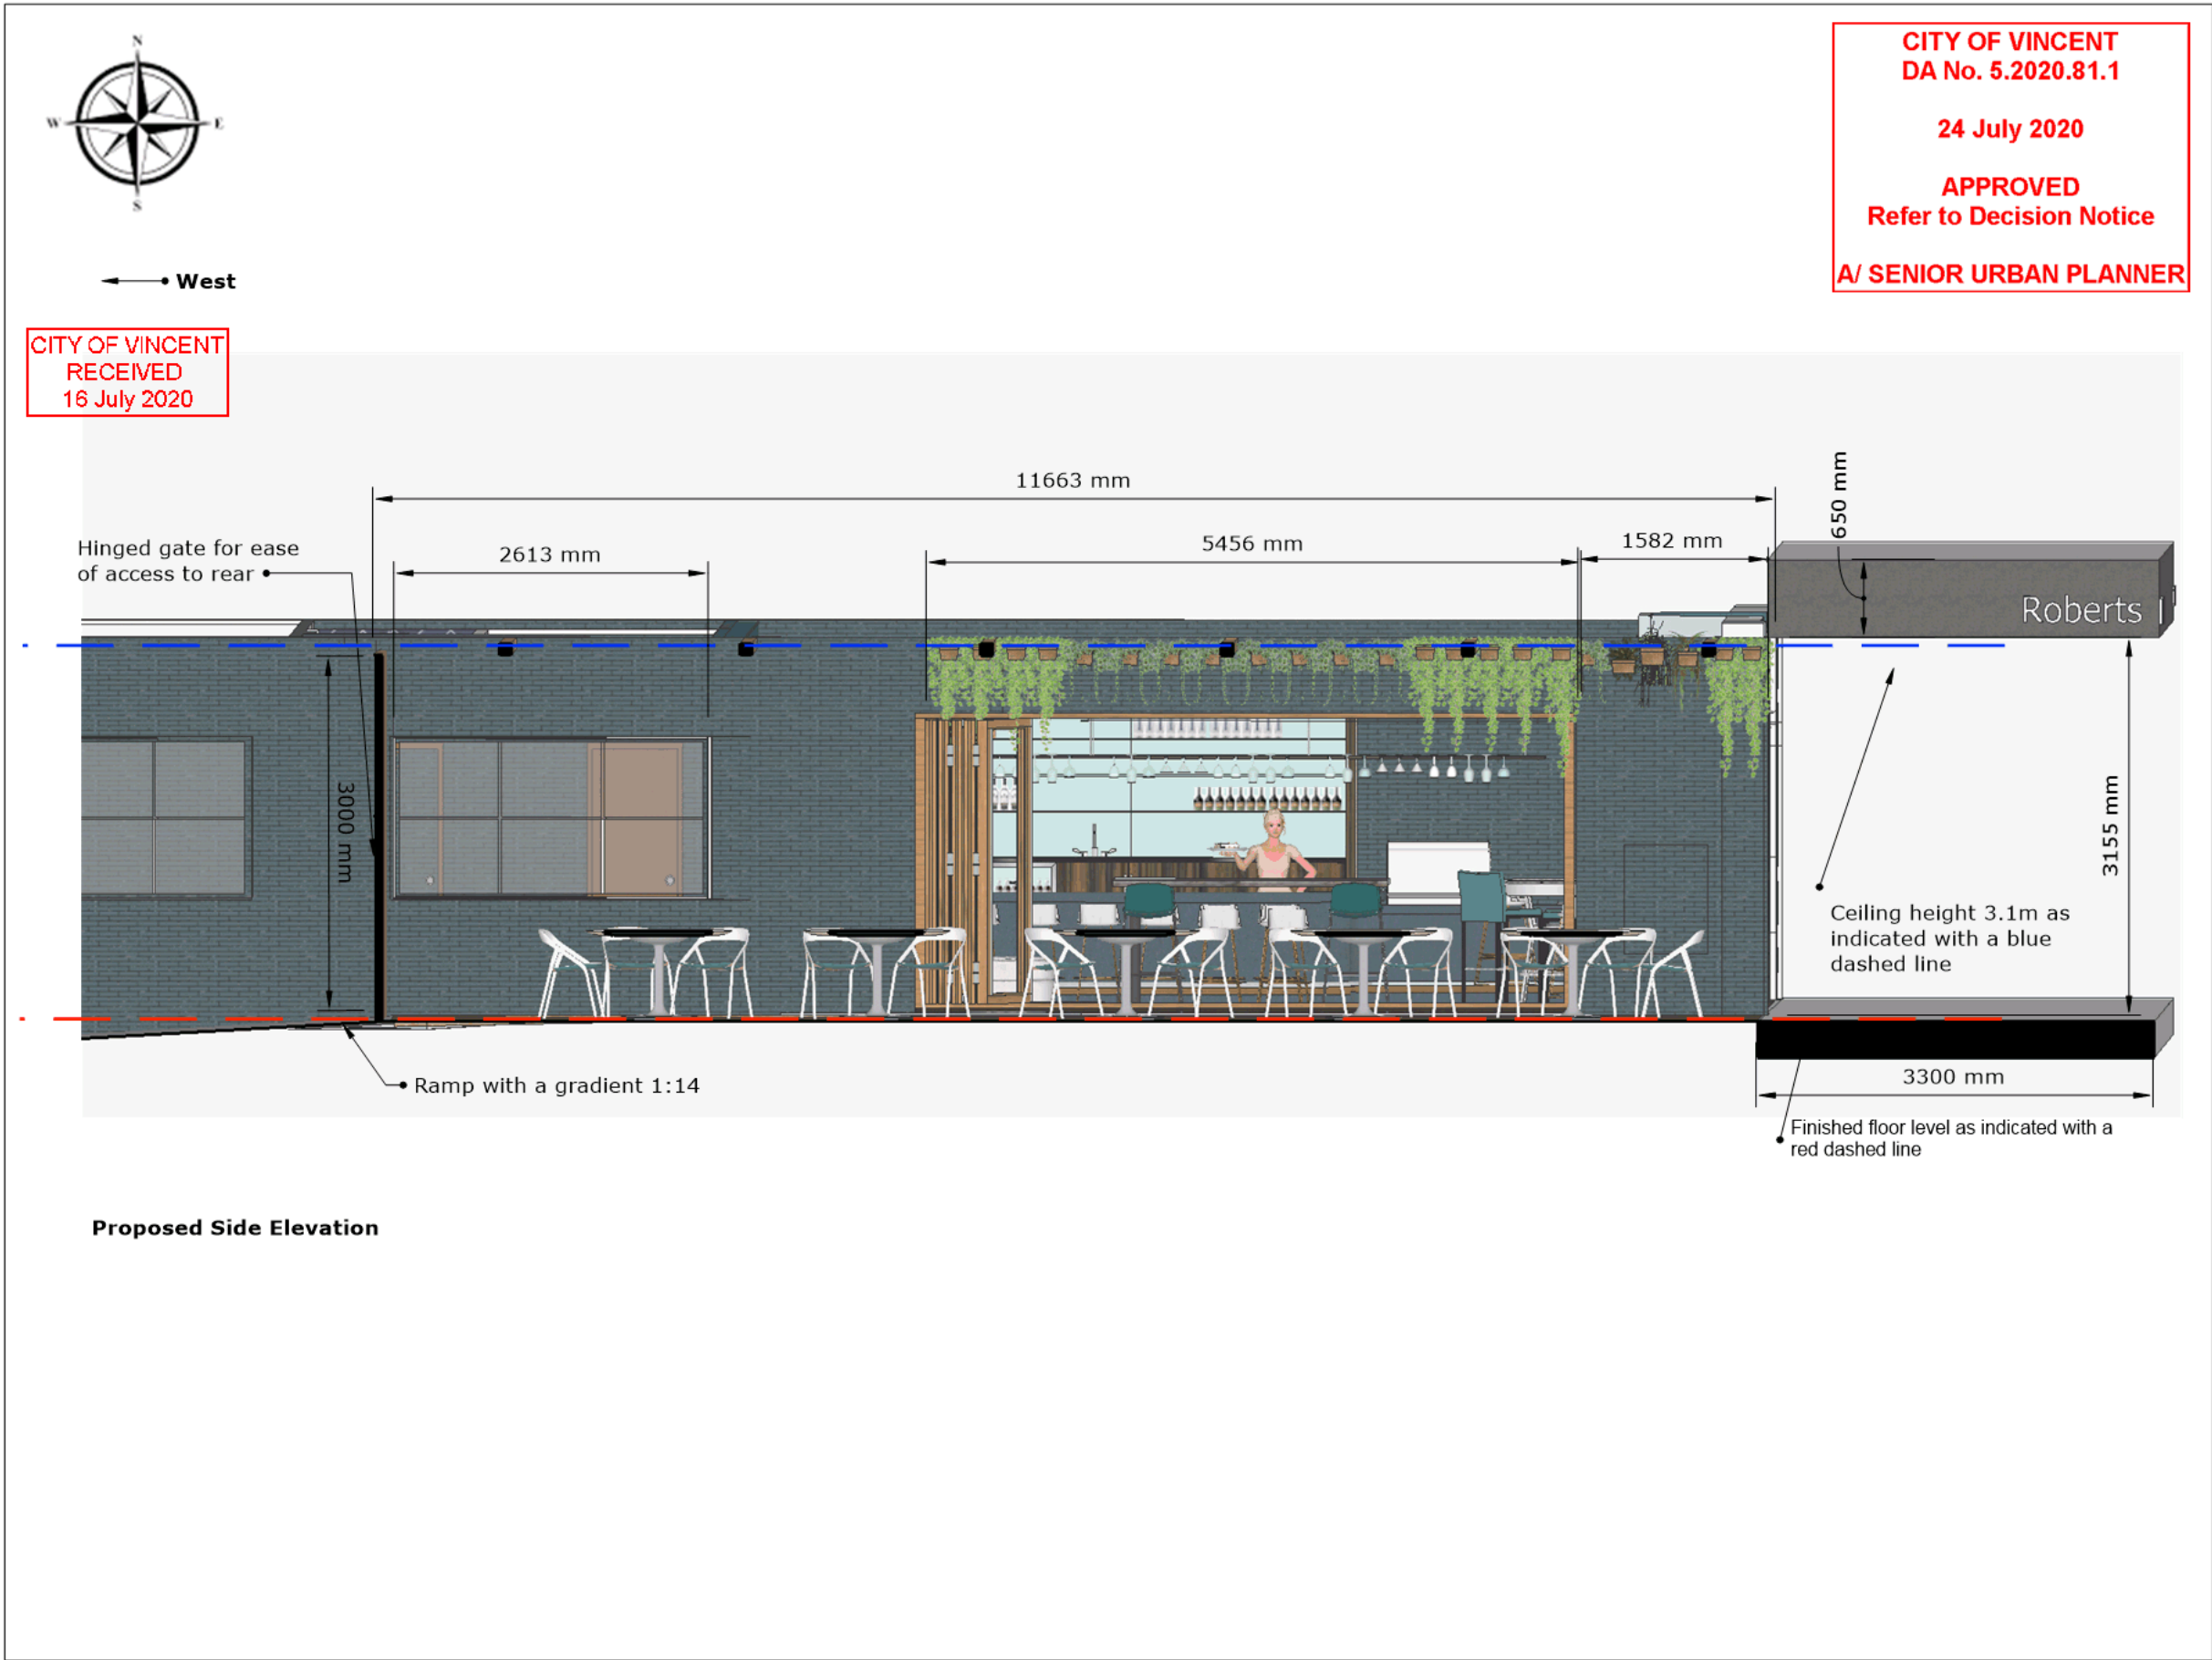 N
W
E
S
CITY OF VINCENT
DA No. 5.2020.81.1
24 July 2020
APPROVED
Refer to Decision Notice
A/ SENIOR URBAN PLANNER
West
CITY OF VINCENT
RECEIVED
16 July 2020
11663 mm
650 mm
Hinged gate for ease
of access to rear
2613 mm
5456 mm
1582 mm
Roberts
3000 mm
3155 mm
Ceiling height 3.1m as
indicated with a blue
dashed line
Ramp with a gradient 1:14
3300 mm
Finished floor level as indicated with a
red dashed line
Proposed Side Elevation